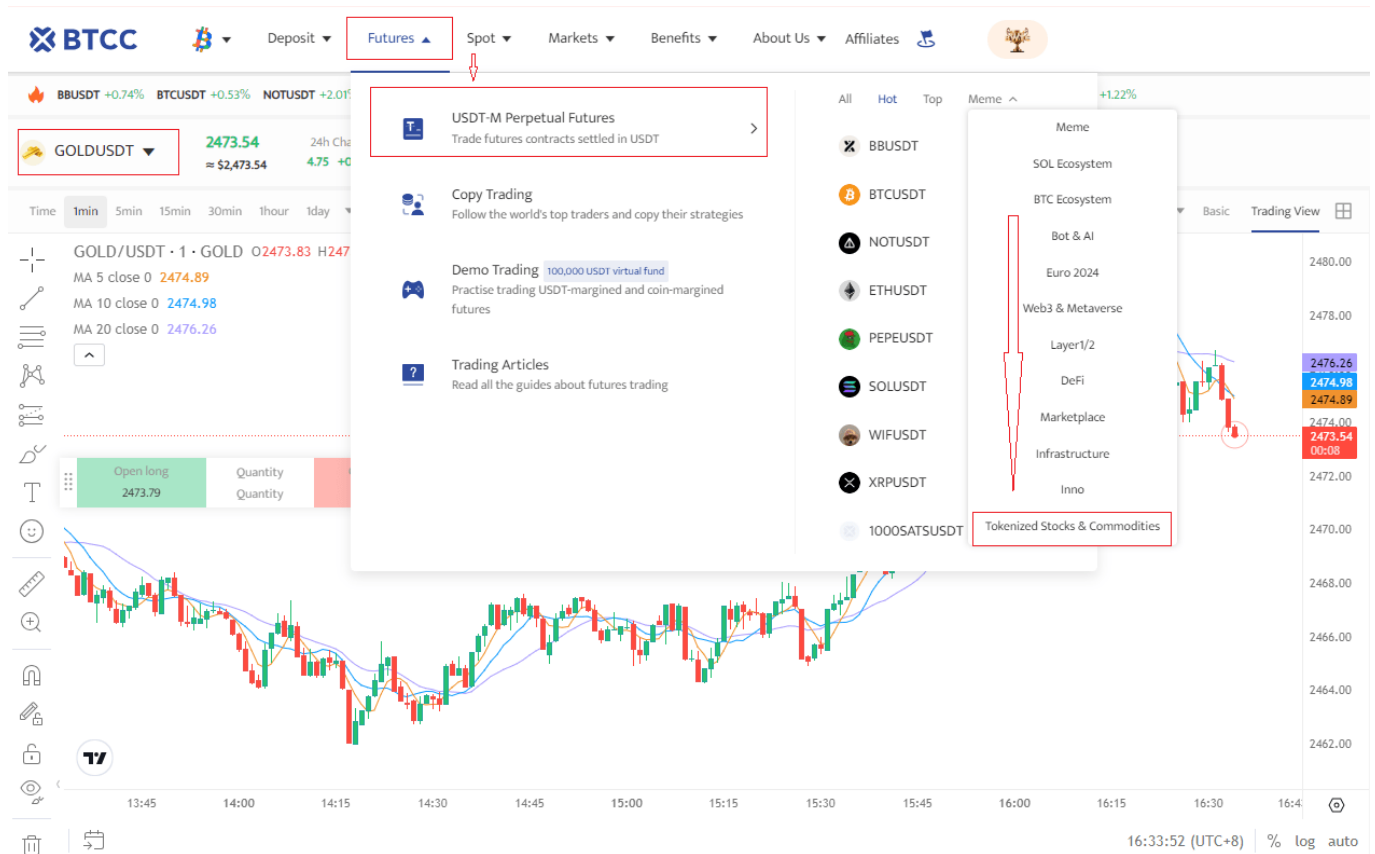 BTCC
Deposit
Futures
Spot
Markets
Benefits
About Us
Affiliates
BBUSDT +0.74% BTCUSDT +0.53% NOTUSDT +2.01%
+1.22%
GOLDUSDT
2473.54
≈ $2,473.54
24h Cha
4.75 +0
Time 1min 5min 15min 30min 1hour 1day
Basic Trading View
GOLD/USDT · 1 · GOLD O2473.83 H247
MA 5 close 0 2474.89
MA 10 close 0 2474.98
MA 20 close 0 2476.26
USDT-M Perpetual Futures
Trade futures contracts settled in USDT
Copy Trading
Follow the world's top traders and copy their strategies
Demo Trading 100,000 USDT virtual fund
Practise trading USDT-margined and coin-margined
futures
Trading Articles
Read all the guides about futures trading
All Hot Top Meme
BBUSDT
BTCUSDT
NOTUSDT
ETHUSDT
PEPEUSDT
SOLUSDT
WIFUSDT
XRPUSDT
1000SATSUSDT
Meme
SOL Ecosystem
BTC Ecosystem
Bot & AI
Euro 2024
Web3 & Metaverse
Layer1/2
DeFi
Marketplace
Infrastructure
Inno
Tokenized Stocks & Commodities
Open long
2473.79
Quantity
Quantity
2480.00
2478.00
2476.26
2474.98
2474.89
2474.00
2473.54
00:08
2472.00
2470.00
2468.00
2466.00
2464.00
2462.00
13:45 14:00 14:15 14:30 14:45 15:00 15:15 15:30 15:45 16:00 16:15 16:30 16:4
16:33:52 (UTC+8) % log auto